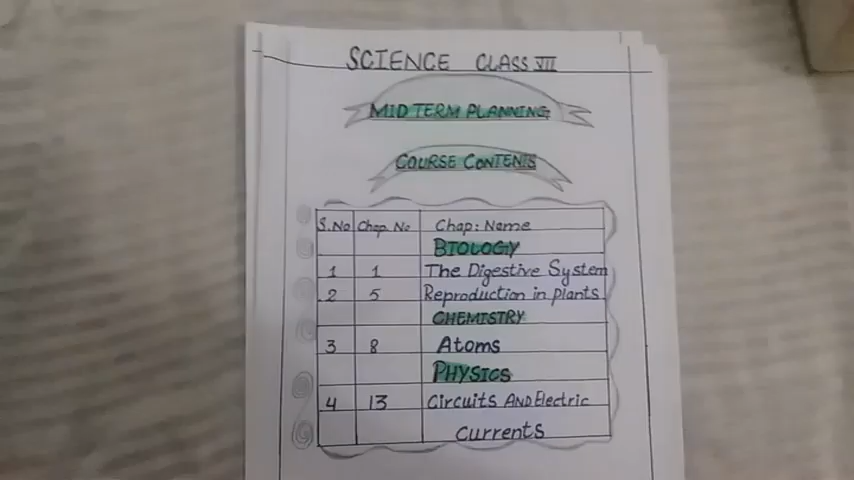 SCIENCE CLASS VII
MID TERM PLANNING
COURSE CONTENTS
S.No Chap. No Chap: Name
BIOLOGY
1 1 The Digestive System
2 5 Reproduction in plants
CHEMISTRY
3 8 Atoms
PHYSICS
4 13 Circuits AND Electric
Currents